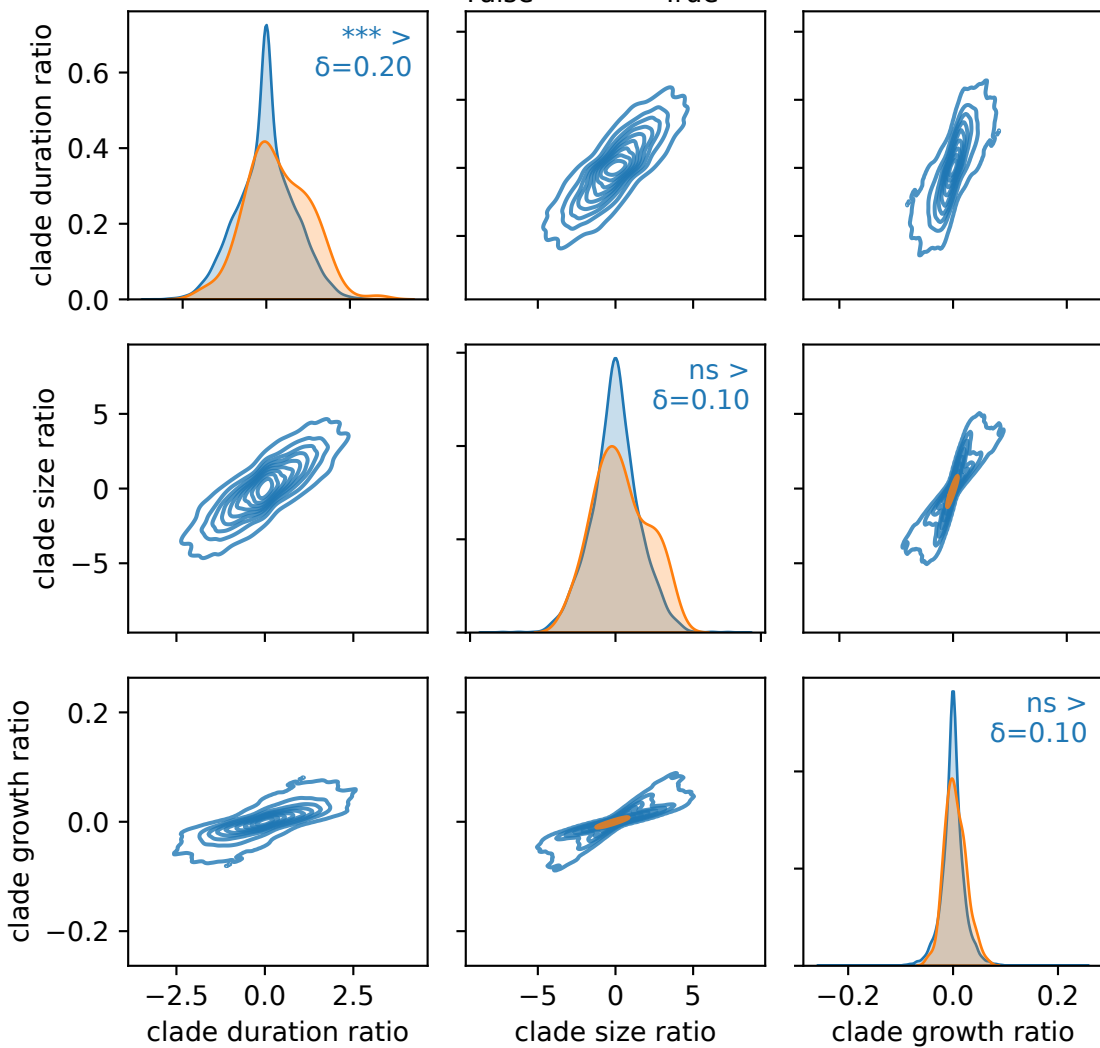 clade duration ratio
0.6
0.4
0.2
0.0
*** >
δ=0.20
clade size ratio
5
0
−5
ns >
δ=0.10
clade growth ratio
0.2
0.0
−0.2
ns >
δ=0.10
−2.5 0.0 2.5
−5 0 5
−0.2 0.0 0.2
clade duration ratio
clade size ratio
clade growth ratio